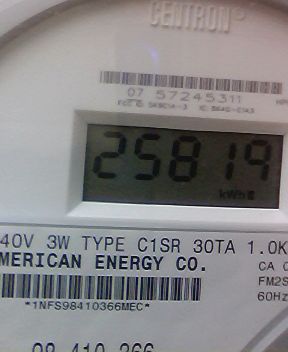 CENTRON®
07 57245311
25819
kWh
40V 3W TYPE C1SR 30TA 1.0K
MERICAN ENERGY CO.
CA
FM2S
60Hz
*1NFS98410366MEC*